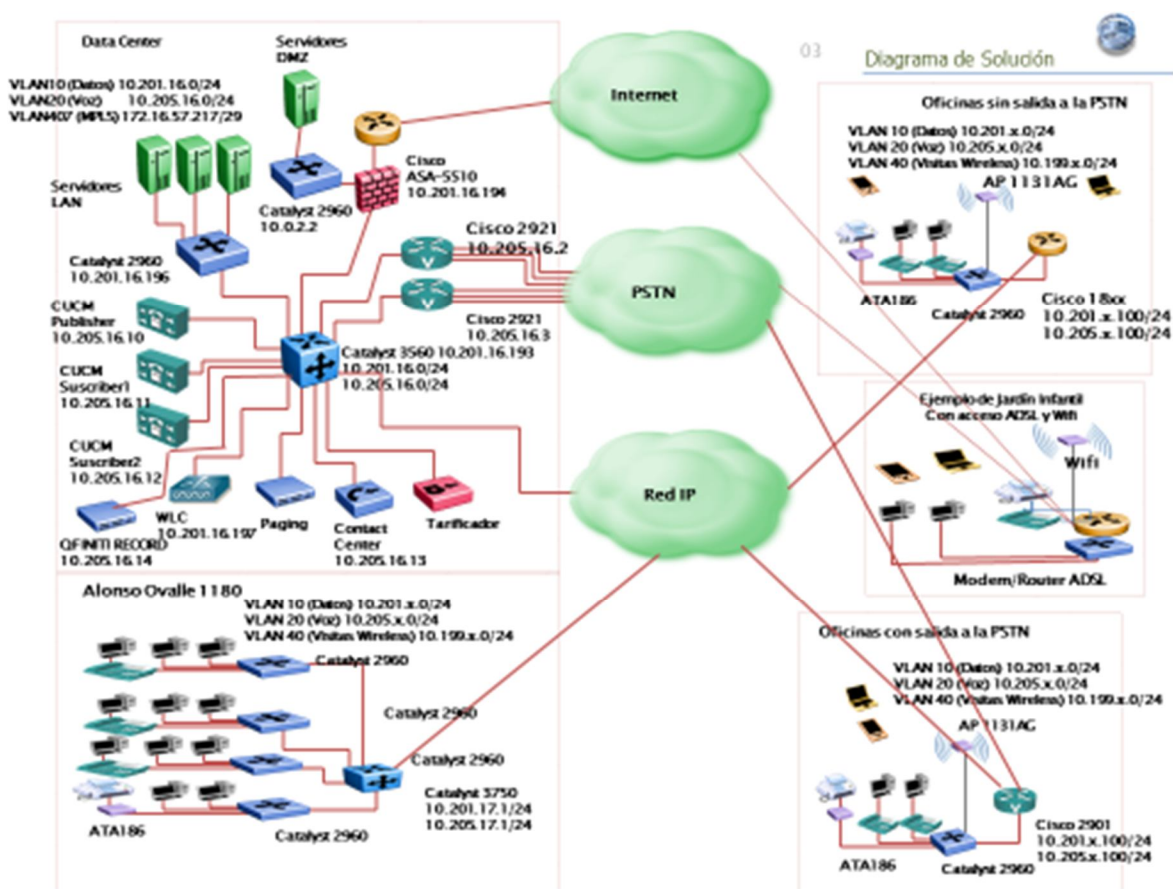 03
Diagrama de Solución
Data Center
VLAN10 (Datos) 10.201.16.0/24
VLAN20 (Voz) 10.205.16.0/24
VLAN407 (MPLS) 172.16.57.217/29
Servidores
DMZ
Servidores
LAN
Catalyst 2960
10.0.2.2
Cisco
ASA-5510
10.201.16.194
Catalyst 2960
10.201.16.196
Cisco 2921
10.205.16.2
Cisco 2921
10.205.16.3
CUCM
Publisher
10.205.16.10
CUCM
Suscriber1
10.205.16.11
CUCM
Suscriber2
10.205.16.12
Catalyst 3560 10.201.16.193
10.201.16.0/24
10.205.16.0/24
QFINITI RECORD
10.205.16.14
WLC
10.201.16.197
Paging
Contact
Center
10.205.16.13
Tarificador
Internet
PSTN
Red IP
Alonso Ovalle 1180
VLAN 10 (Datos) 10.201.x.0/24
VLAN 20 (Voz) 10.205.x.0/24
VLAN 40 (Visitas Wireless) 10.199.x.0/24
Catalyst 2960
Catalyst 2960
Catalyst 2960
Catalyst 2960
Catalyst 3750
10.201.17.1/24
10.205.17.1/24
ATA186
Oficinas sin salida a la PSTN
VLAN 10 (Datos) 10.201.x.0/24
VLAN 20 (Voz) 10.205.x.0/24
VLAN 40 (Visitas Wireless) 10.199.x.0/24
AP 1131AG
ATA186
Catalyst 2960
Cisco 18xx
10.201.x.100/24
10.205.x.100/24
Ejemplo de Jardín Infantil
Con acceso ADSL y Wifi
Wifi
Modem/Router ADSL
Oficinas con salida a la PSTN
VLAN 10 (Datos) 10.201.x.0/24
VLAN 20 (Voz) 10.205.x.0/24
VLAN 40 (Visitas Wireless) 10.199.x.0/24
AP 1131AG
ATA186
Catalyst 2960
Cisco 2901
10.201.x.100/24
10.205.x.100/24